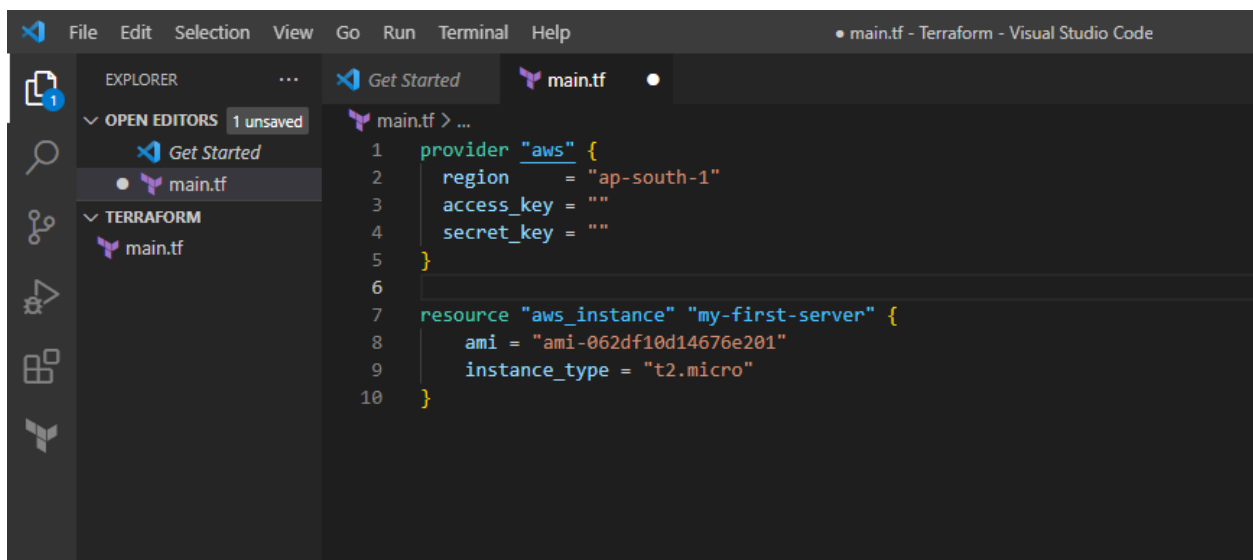 File Edit Selection View Go Run Terminal Help ● main.tf - Terraform - Visual Studio Code
EXPLORER ... Get Started main.tf ●
1
OPEN EDITORS 1 unsaved
Get Started
● main.tf
TERRAFORM
main.tf
main.tf > ...
1 provider "aws" {
2 region     = "ap-south-1"
3 access_key = ""
4 secret_key = ""
5 }
6
7 resource "aws_instance" "my-first-server" {
8 ami = "ami-062df10d14676e201"
9 instance_type = "t2.micro"
10 }